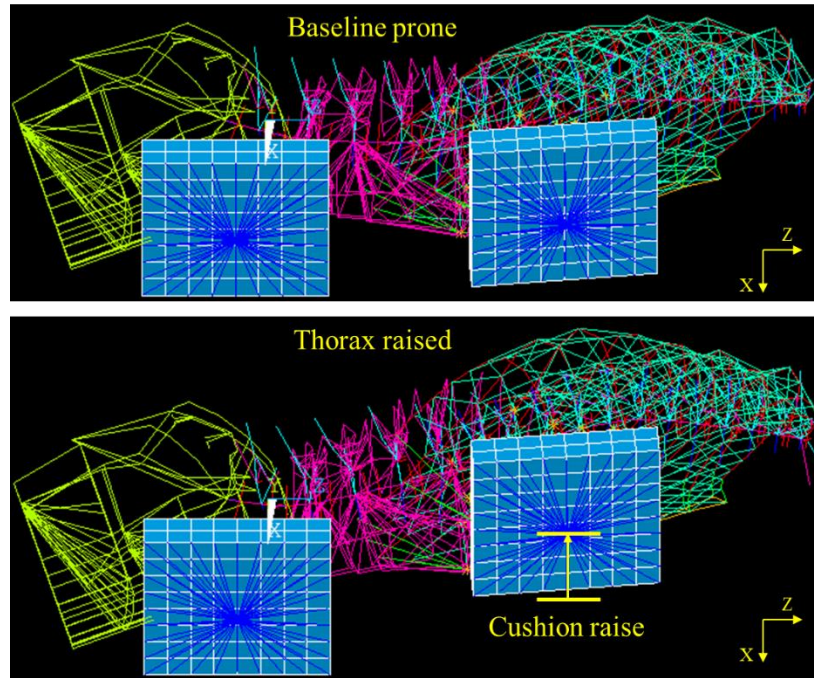 Baseline prone
X
Z
X
Thorax raised
Z
X
Cushion raise
Z
X